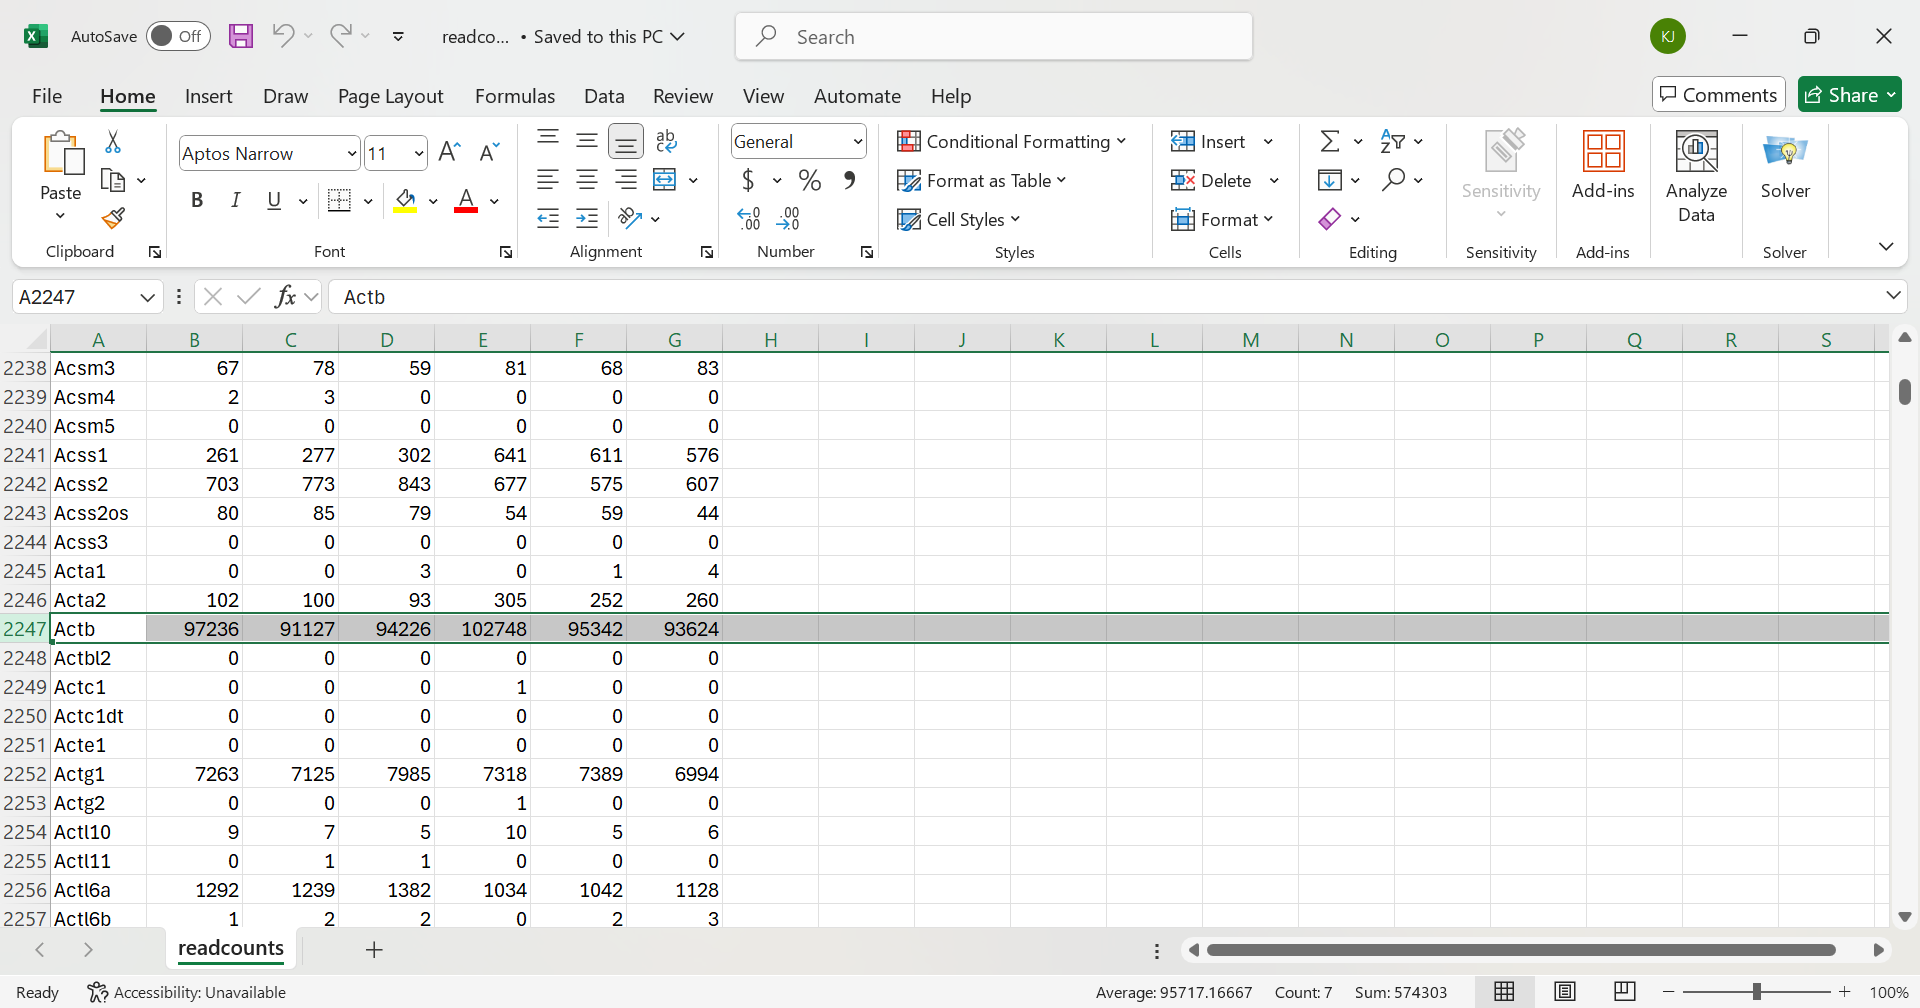 AutoSave Off readco... • Saved to this PC Search KJ
File Home Insert Draw Page Layout Formulas Data Review View Automate Help Comments Share
Paste Aptos Narrow 11 A A ab c General Conditional Formatting Insert Σ A Z Sensitivity Add-ins Analyze Data Solver
B I U A $ % Format as Table Delete
.00 .00 Cell Styles Format
Clipboard Font Alignment Number Styles Cells Editing Sensitivity Add-ins Solver
A2247 fx Actb
A B C D E F G H I J K L M N O P Q R S
2238 Acsm3 67 78 59 81 68 83
2239 Acsm4 2 3 0 0 0 0
2240 Acsm5 0 0 0 0 0 0
2241 Acss1 261 277 302 641 611 576
2242 Acss2 703 773 843 677 575 607
2243 Acss2os 80 85 79 54 59 44
2244 Acss3 0 0 0 0 0 0
2245 Acta1 0 0 3 0 1 4
2246 Acta2 102 100 93 305 252 260
2247 Actb 97236 91127 94226 102748 95342 93624
2248 Actbl2 0 0 0 0 0 0
2249 Actc1 0 0 0 1 0 0
2250 Actc1dt 0 0 0 0 0 0
2251 Acte1 0 0 0 0 0 0
2252 Actg1 7263 7125 7985 7318 7389 6994
2253 Actg2 0 0 0 1 0 0
2254 Actl10 9 7 5 10 5 6
2255 Actl11 0 1 1 0 0 0
2256 Actl6a 1292 1239 1382 1034 1042 1128
2257 Actl6b 1 2 2 0 2 3
readcounts
Ready Accessibility: Unavailable Average: 95717.16667 Count: 7 Sum: 574303 100%